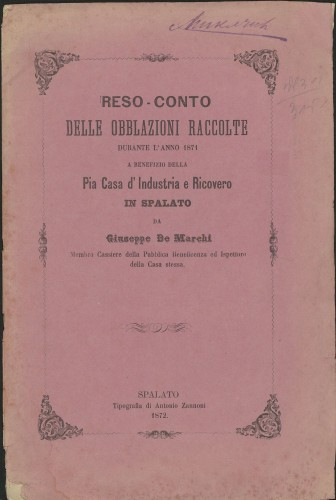 RESO-CONTO
DELLE OBBLAZIONI RACCOLTE
DURANTE L'ANNO 1871
A BENEFIZIO DELLA
Pia Casa d' Industria e Ricovero
IN SPALATO
DA
Giuseppe De Marchi
Membro Cassiere della Pubblica Beneficenza ed Ispettore
della Casa stessa.
SPALATO
Tipografia di Antonio Zannoni
1872.